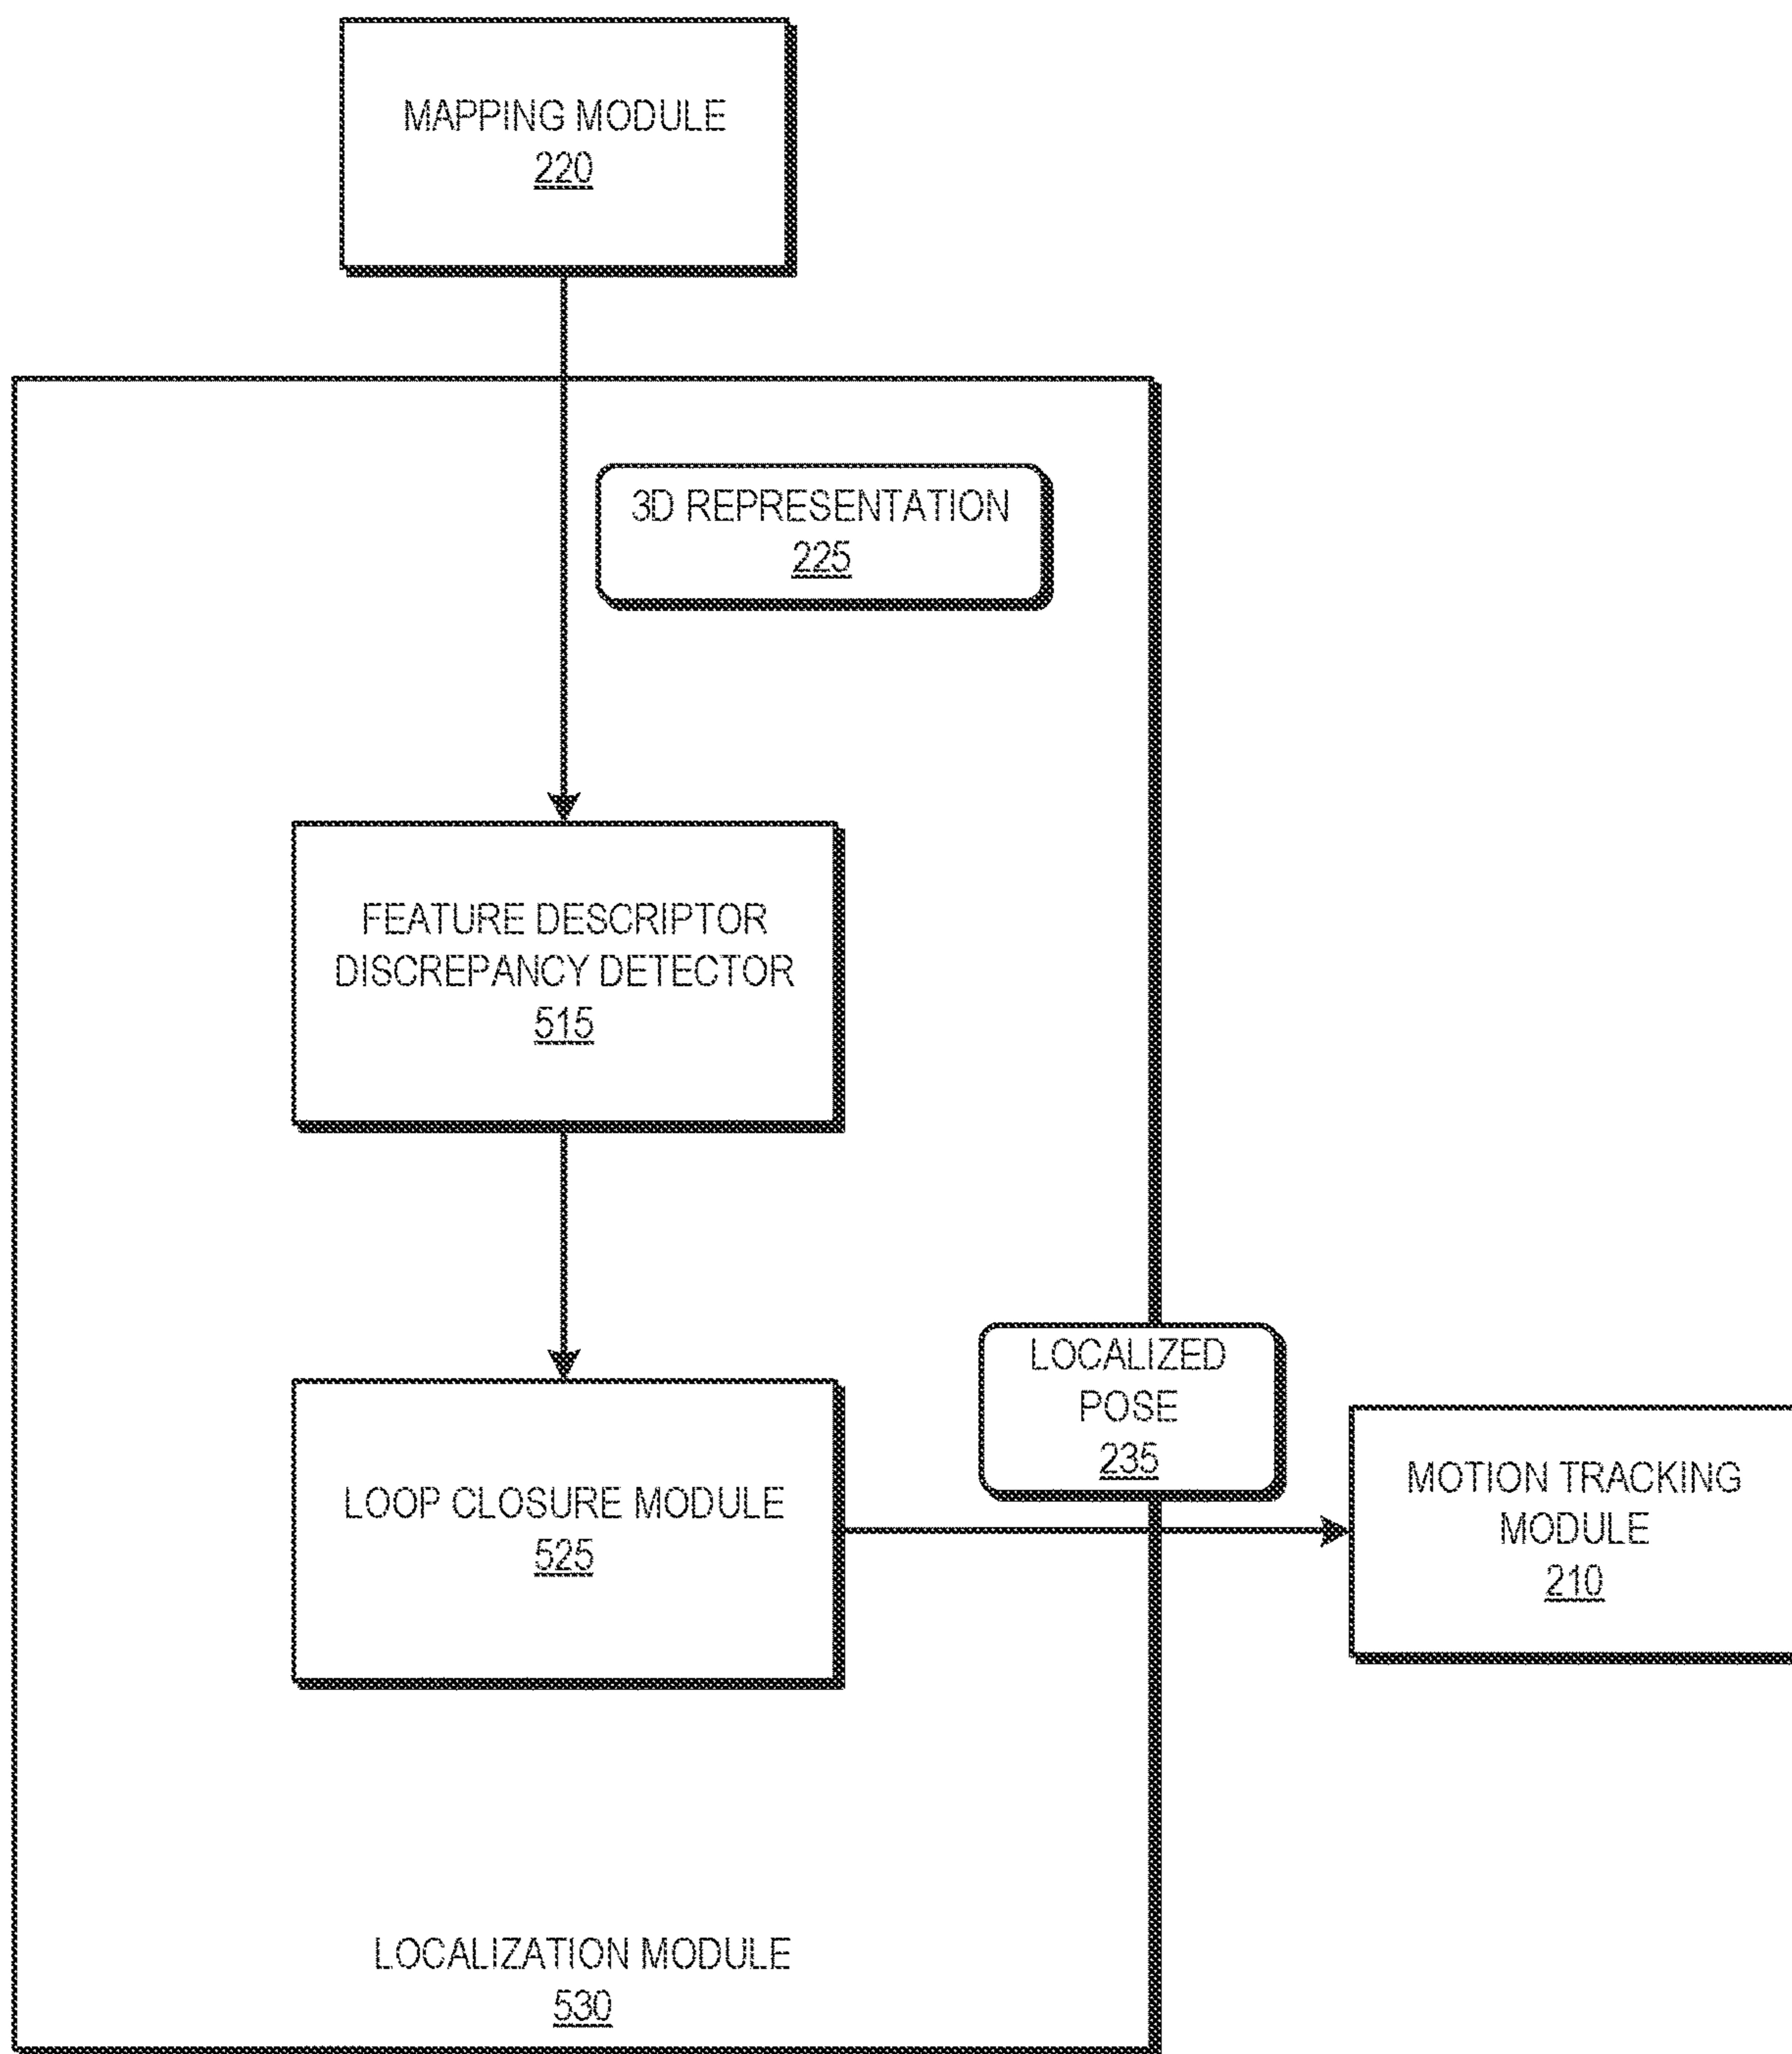 MAPPING MODULE
220
3D REPRESENTATION
225
FEATURE DESCRIPTOR
DISCREPANCY DETECTOR
515
LOCALIZED
POSE
235
LOOP CLOSURE MODULE
525
MOTION TRACKING
MODULE
210
LOCALIZATION MODULE
530